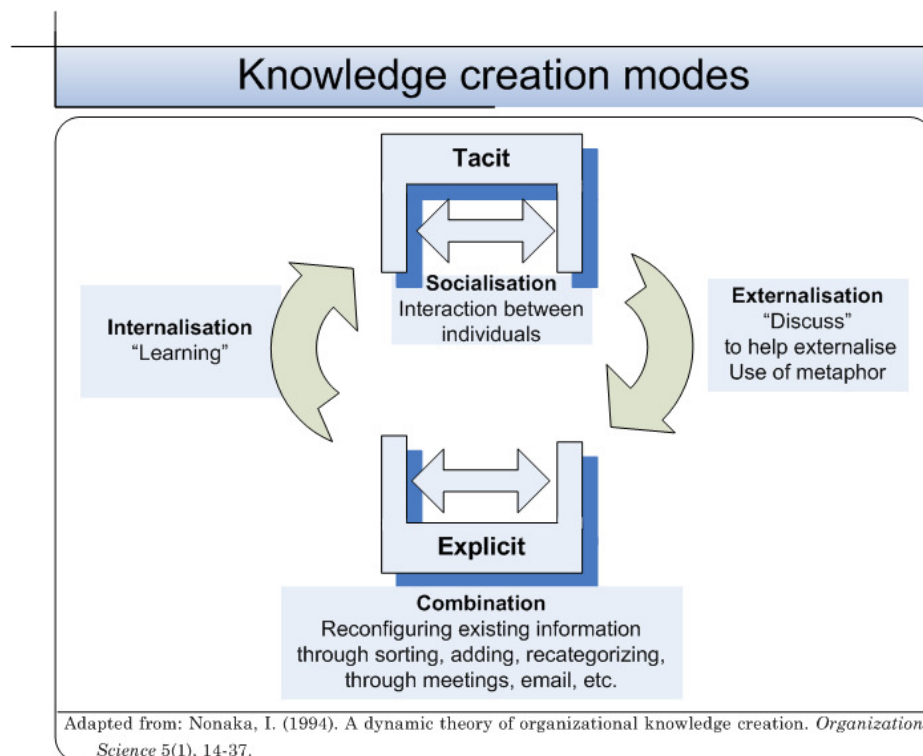 Knowledge creation modes
Tacit
Socialisation
Interaction between
individuals
Internalisation
“Learning”
Externalisation
“Discuss”
to help externalise
Use of metaphor
Explicit
Combination
Reconfiguring existing information
through sorting, adding, recategorizing,
through meetings, email, etc.
Adapted from: Nonaka, I. (1994). A dynamic theory of organizational knowledge creation. Organization
Science 5(1), 14-37.